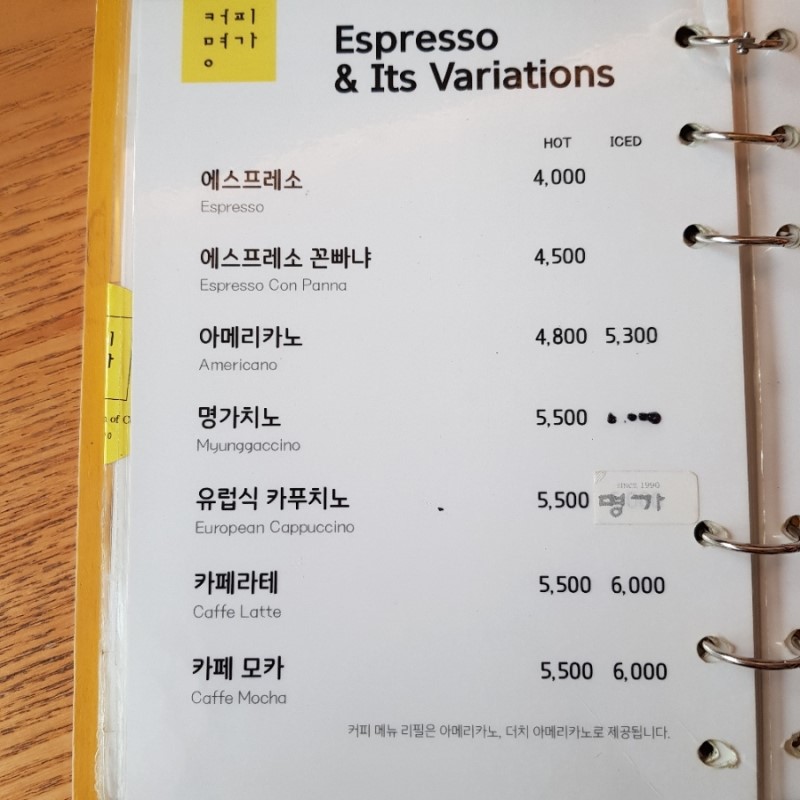 커피
명가
Espresso
& Its Variations
HOT ICED
에스프레소 4,000
Espresso
에스프레소 꼰빠냐 4,500
Espresso Con Panna
아메리카노 4,800 5,300
Americano
명가치노 5,500
Myunggaccino
since 1990
유럽식 카푸치노 5,500 명가
European Cappuccino
카페라테 5,500 6,000
Caffe Latte
카페 모카 5,500 6,000
Caffe Mocha
커피 메뉴 리필은 아메리카노, 더치 아메리카노로 제공됩니다.